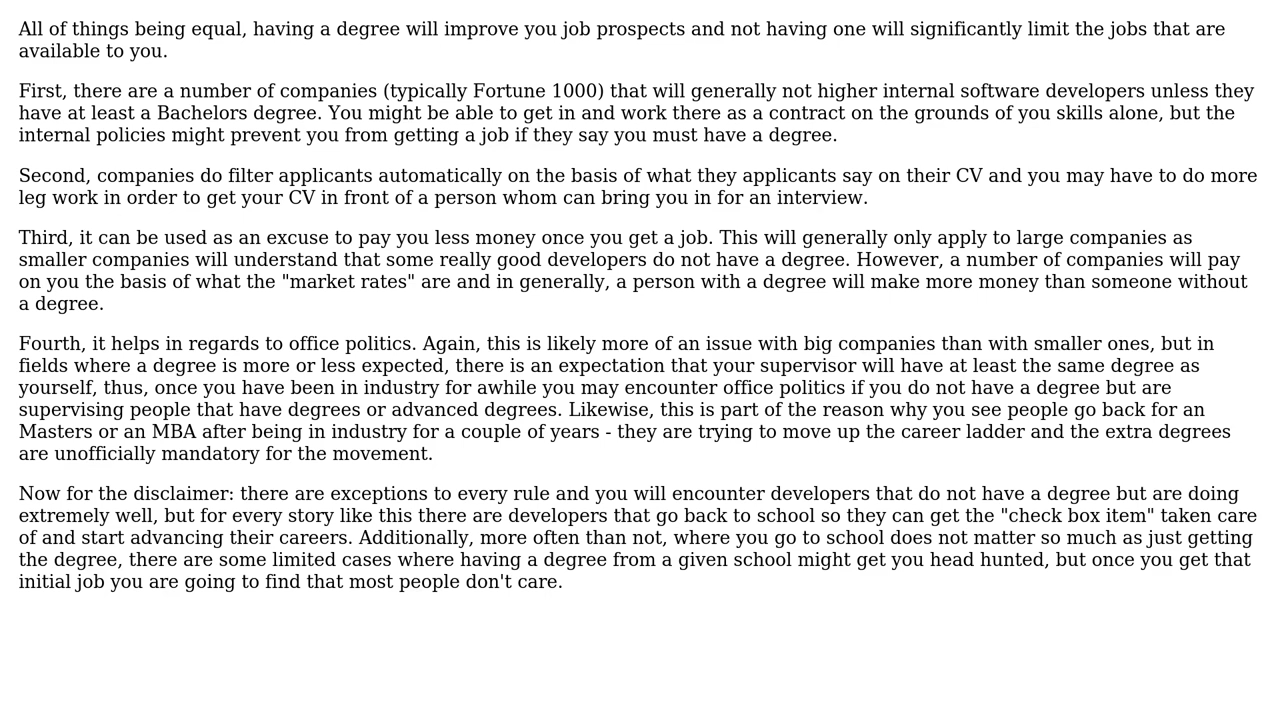 All of things being equal, having a degree will improve you job prospects and not having one will significantly limit the jobs that are
available to you.
First, there are a number of companies (typically Fortune 1000) that will generally not higher internal software developers unless they
have at least a Bachelors degree. You might be able to get in and work there as a contract on the grounds of you skills alone, but the
internal policies might prevent you from getting a job if they say you must have a degree.
Second, companies do filter applicants automatically on the basis of what they applicants say on their CV and you may have to do more
leg work in order to get your CV in front of a person whom can bring you in for an interview.
Third, it can be used as an excuse to pay you less money once you get a job. This will generally only apply to large companies as
smaller companies will understand that some really good developers do not have a degree. However, a number of companies will pay
on you the basis of what the "market rates" are and in generally, a person with a degree will make more money than someone without
a degree.
Fourth, it helps in regards to office politics. Again, this is likely more of an issue with big companies than with smaller ones, but in
fields where a degree is more or less expected, there is an expectation that your supervisor will have at least the same degree as
yourself, thus, once you have been in industry for awhile you may encounter office politics if you do not have a degree but are
supervising people that have degrees or advanced degrees. Likewise, this is part of the reason why you see people go back for an
Masters or an MBA after being in industry for a couple of years - they are trying to move up the career ladder and the extra degrees
are unofficially mandatory for the movement.
Now for the disclaimer: there are exceptions to every rule and you will encounter developers that do not have a degree but are doing
extremely well, but for every story like this there are developers that go back to school so they can get the "check box item" taken care
of and start advancing their careers. Additionally, more often than not, where you go to school does not matter so much as just getting
the degree, there are some limited cases where having a degree from a given school might get you head hunted, but once you get that
initial job you are going to find that most people don't care.